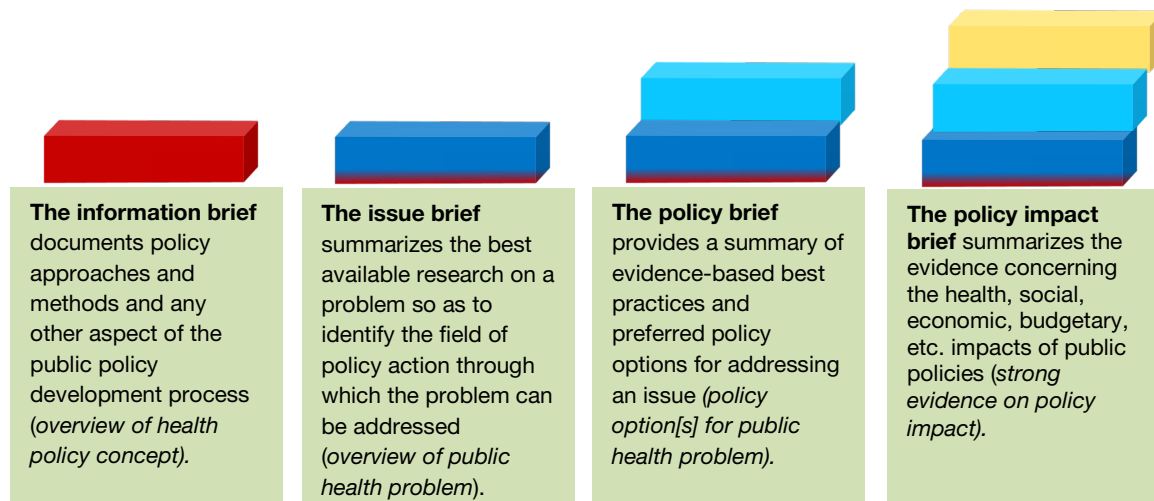 The information brief
documents policy
approaches and
methods and any
other aspect of the
public policy
development process
(overview of health
policy concept).
The issue brief
summarizes the best
available research on a
problem so as to
identify the field of
policy action through
which the problem can
be addressed
(overview of public
health problem).
The policy brief
provides a summary of
evidence-based best
practices and
preferred policy
options for addressing
an issue (policy
option[s] for public
health problem).
The policy impact
brief summarizes the
evidence concerning
the health, social,
economic, budgetary,
etc. impacts of public
policies (strong
evidence on policy
impact).